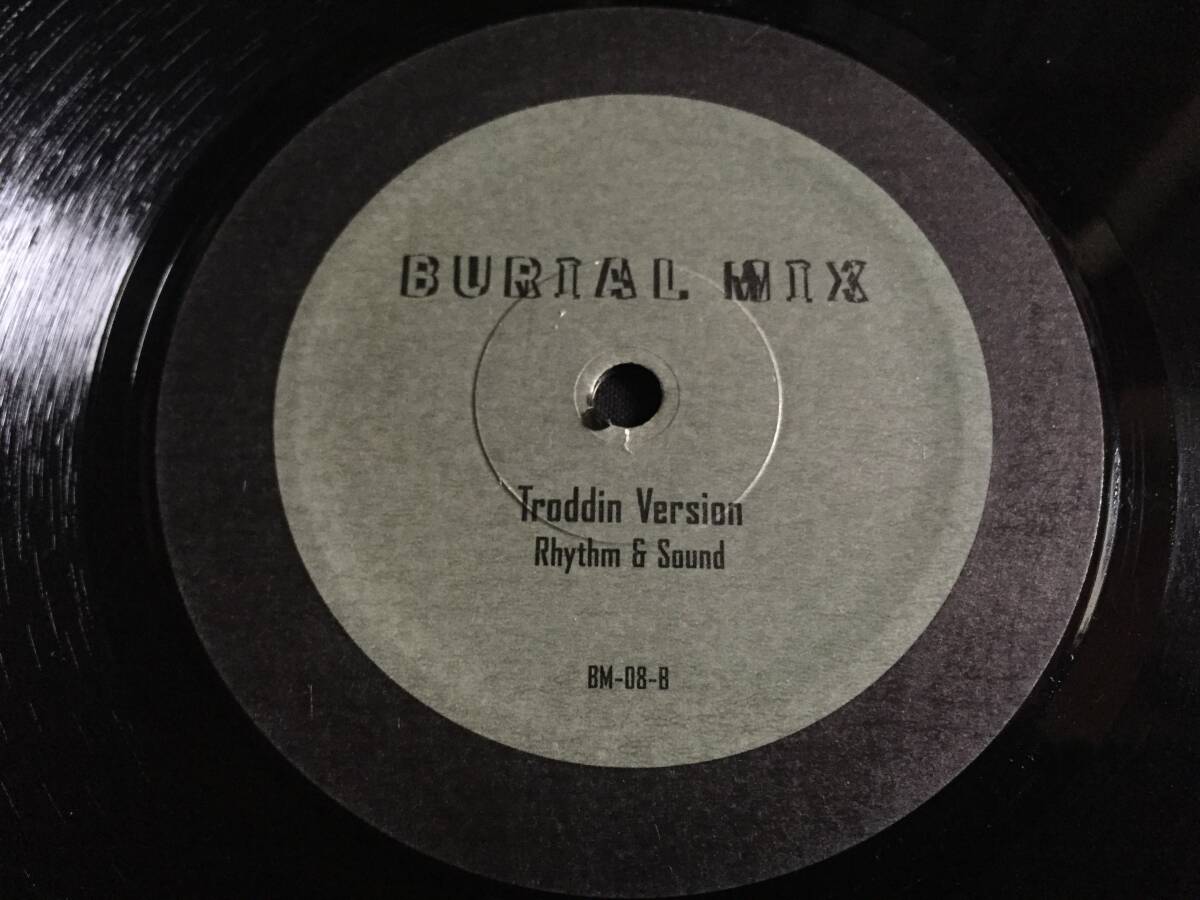 BURIAL MIX
Troddin Version
Rhythm & Sound
BM-08-B